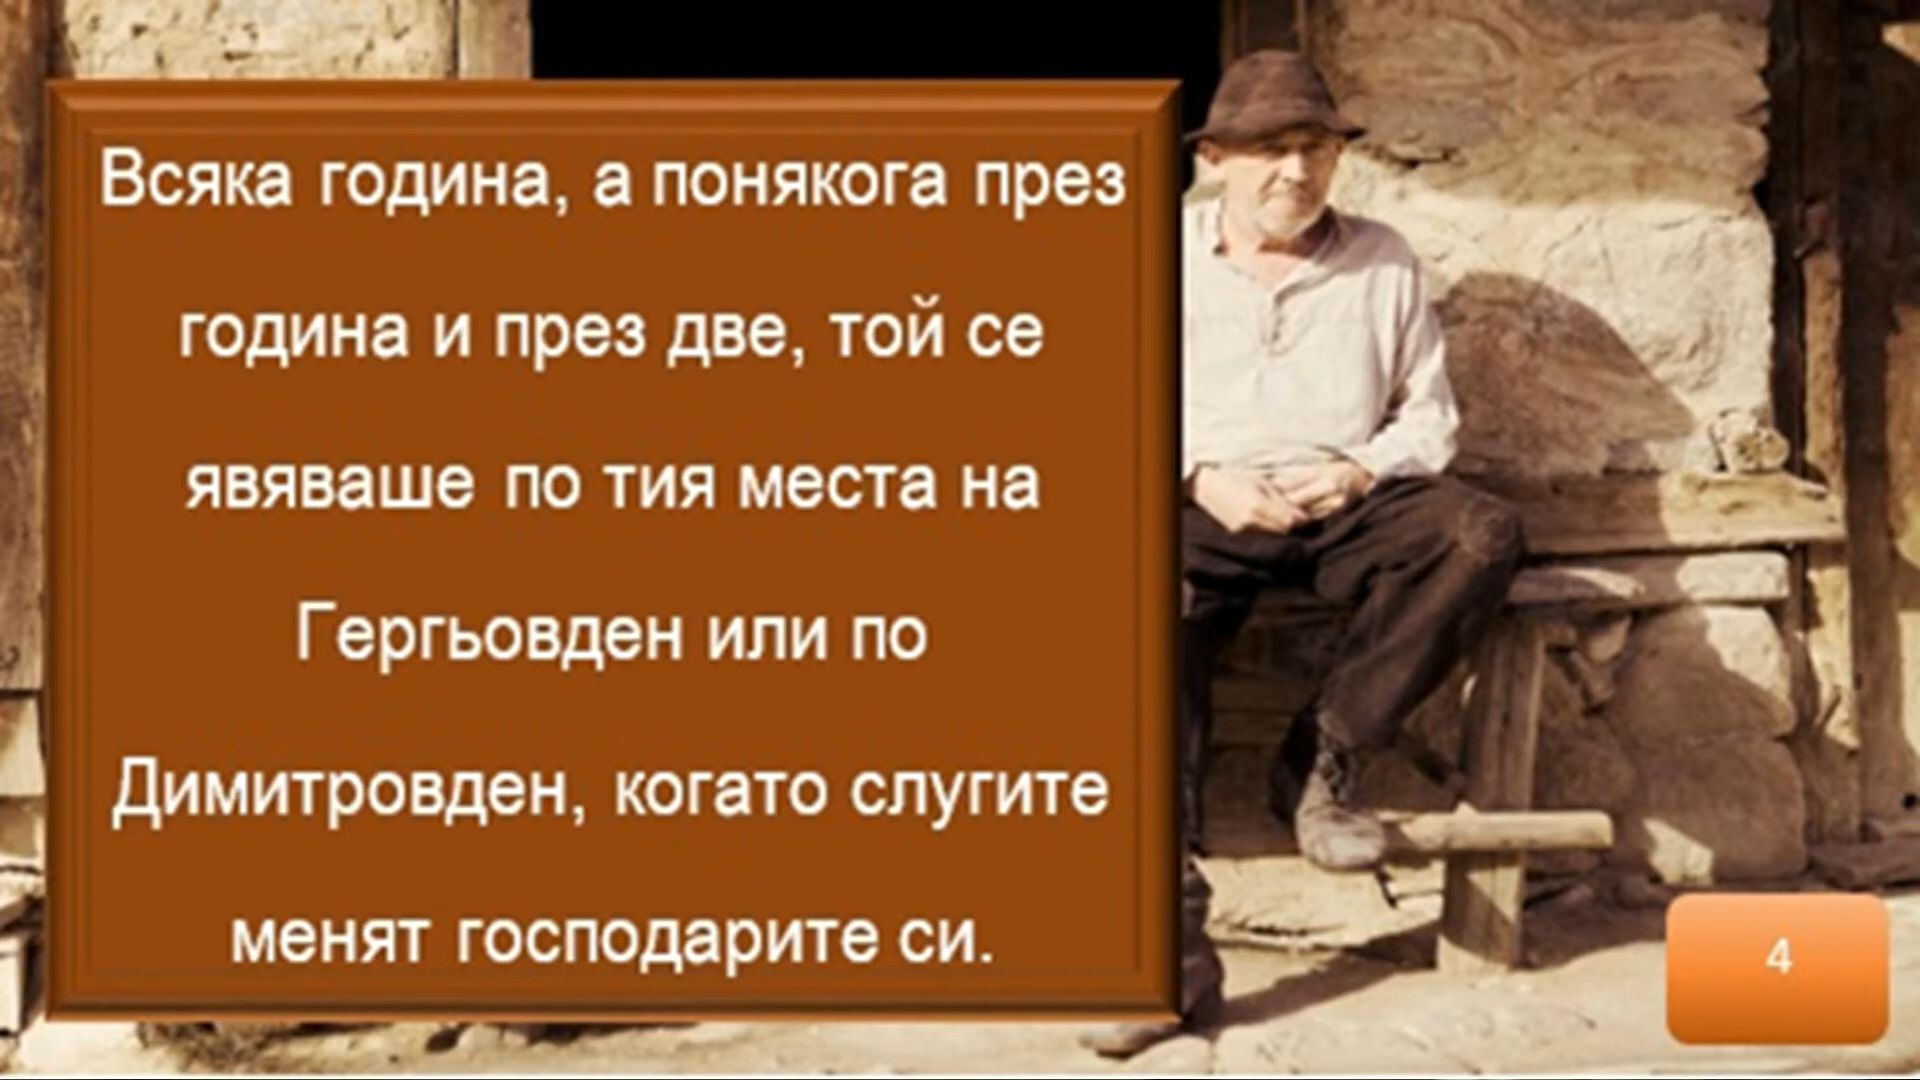 Всяка година, а понякога през
година и през две, той се
явяваше по тия места на
Гергьовден или по
Димитровден, когато слугите
менят господарите си.
4